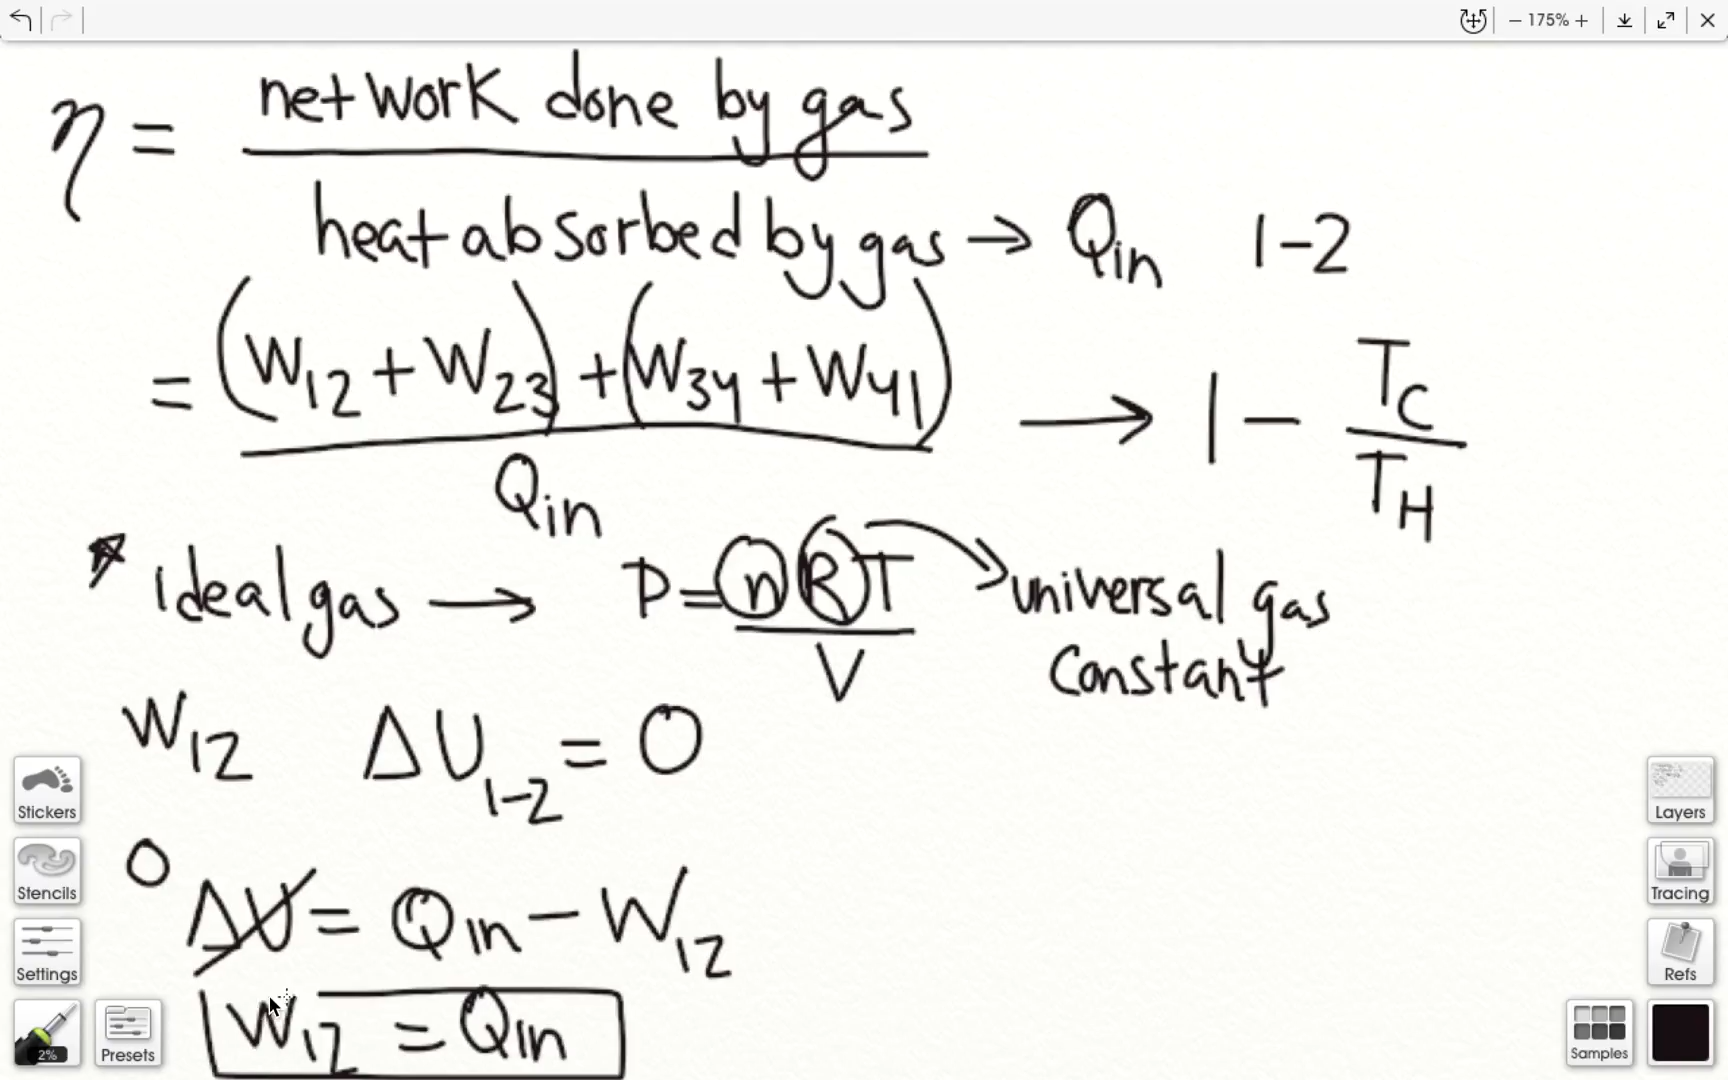 − 175% +
η = net work done by gas
heat absorbed by gas → Qin 1-2
= (W12 + W23) + (W34 + W41) → 1 - TC
Qin TH
ideal gas → P = nRT → universal gas
V constant
W12 ΔU1-2 = 0
0
ΔU = Qin - W12
W12 = Qin
Stickers
Stencils
Settings
2%
Presets
Layers
Tracing
Refs
Samples